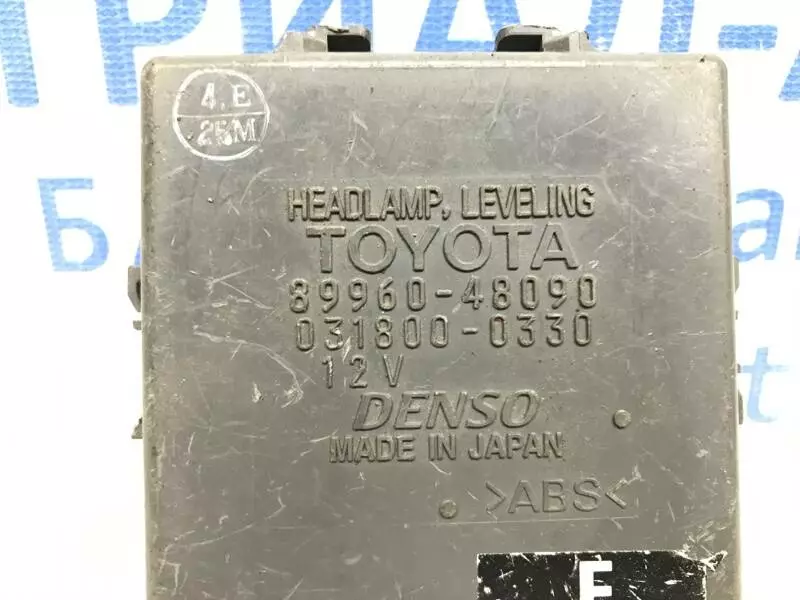 4.E
25M
HEADLAMP, LEVELING
TOYOTA
89960-48090
031800-0330
12V
DENSO
MADE IN JAPAN
>ABS<